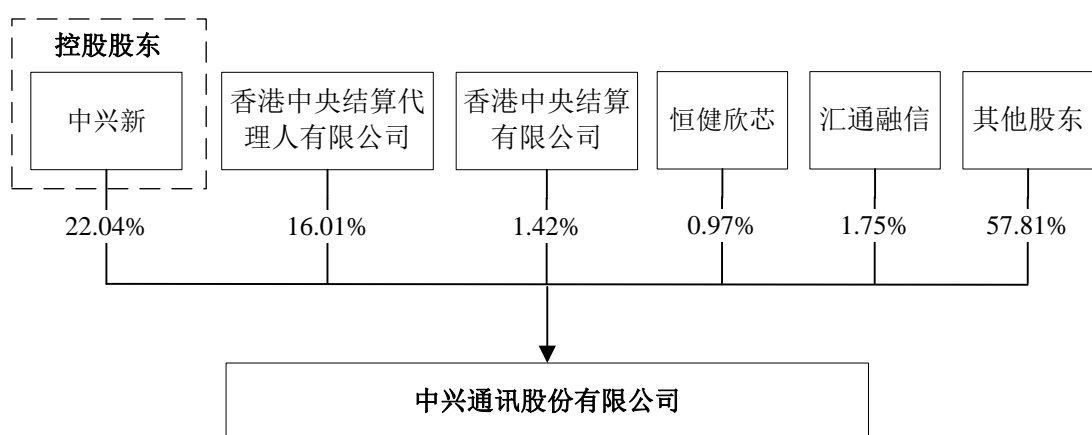 控股股东
中兴新
香港中央结算代
理人有限公司
香港中央结算
有限公司
恒健欣芯
汇通融信
其他股东
22.04%
16.01%
1.42%
0.97%
1.75%
57.81%
中兴通讯股份有限公司